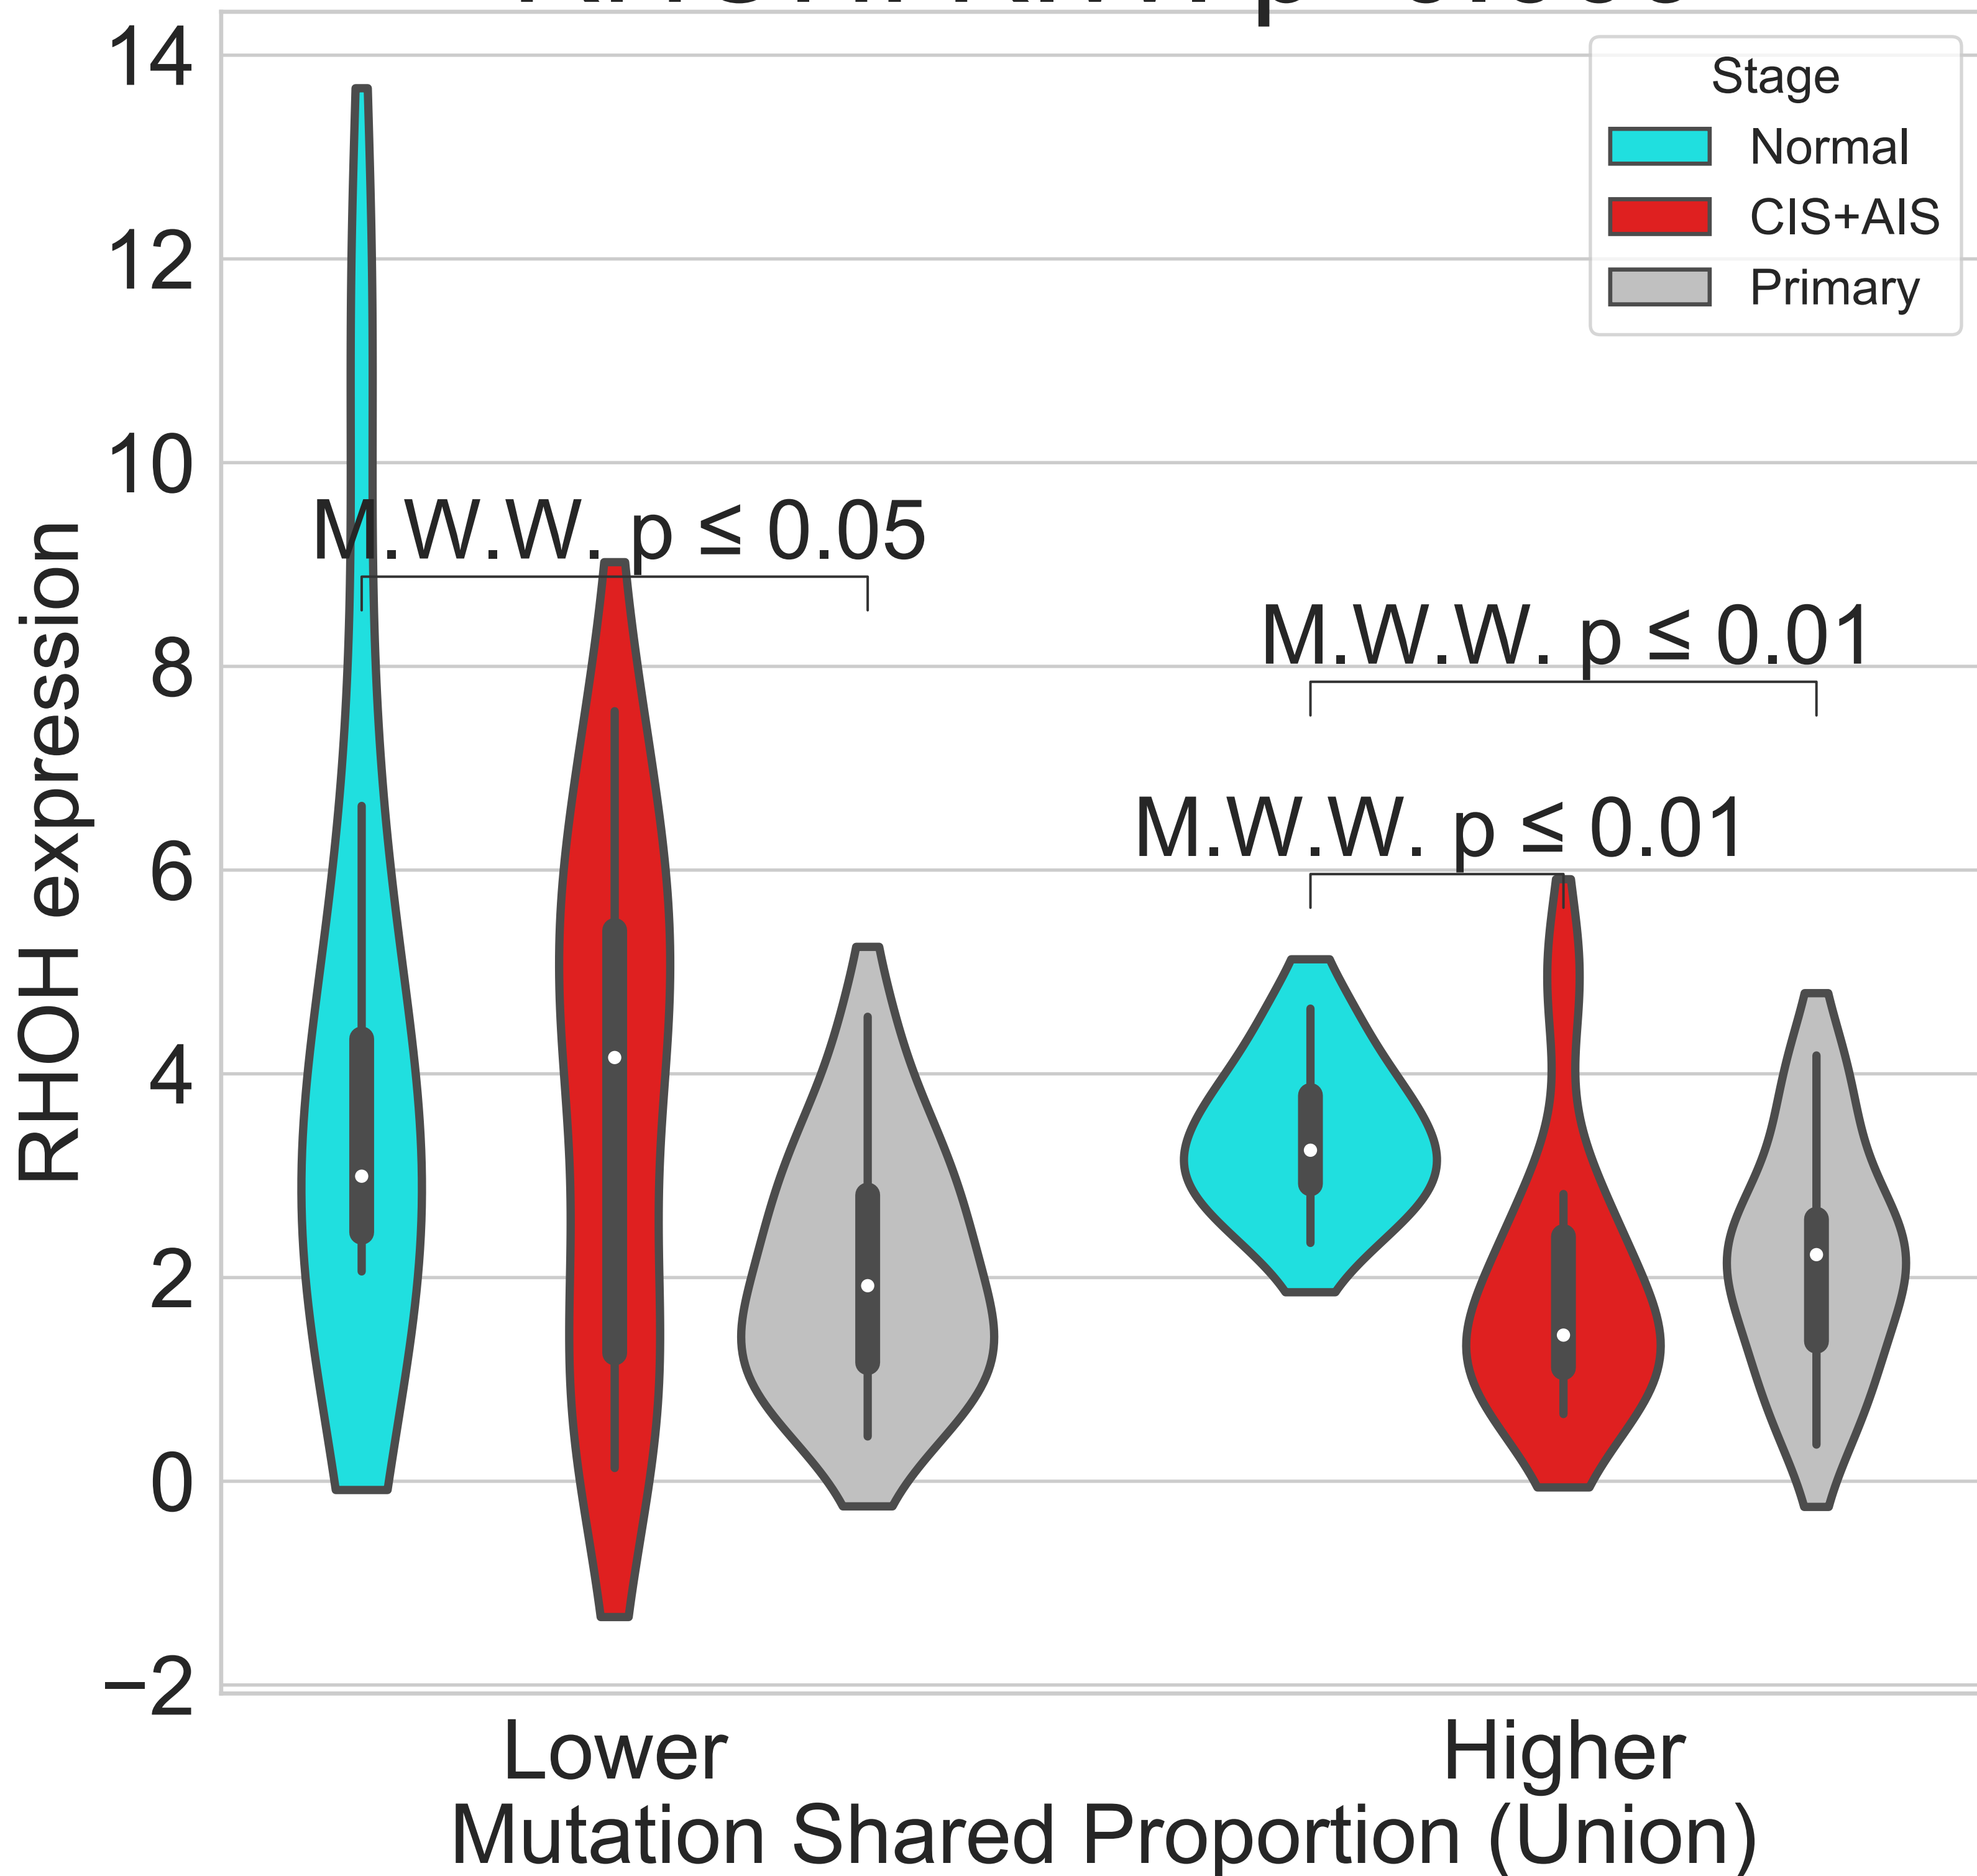 14
12
10
8
6
4
2
0
−2
RHOH expression
Stage
Normal
CIS+AIS
Primary
M.W.W. p ≤ 0.05
M.W.W. p ≤ 0.01
M.W.W. p ≤ 0.01
Lower
Higher
Mutation Shared Proportion (Union)